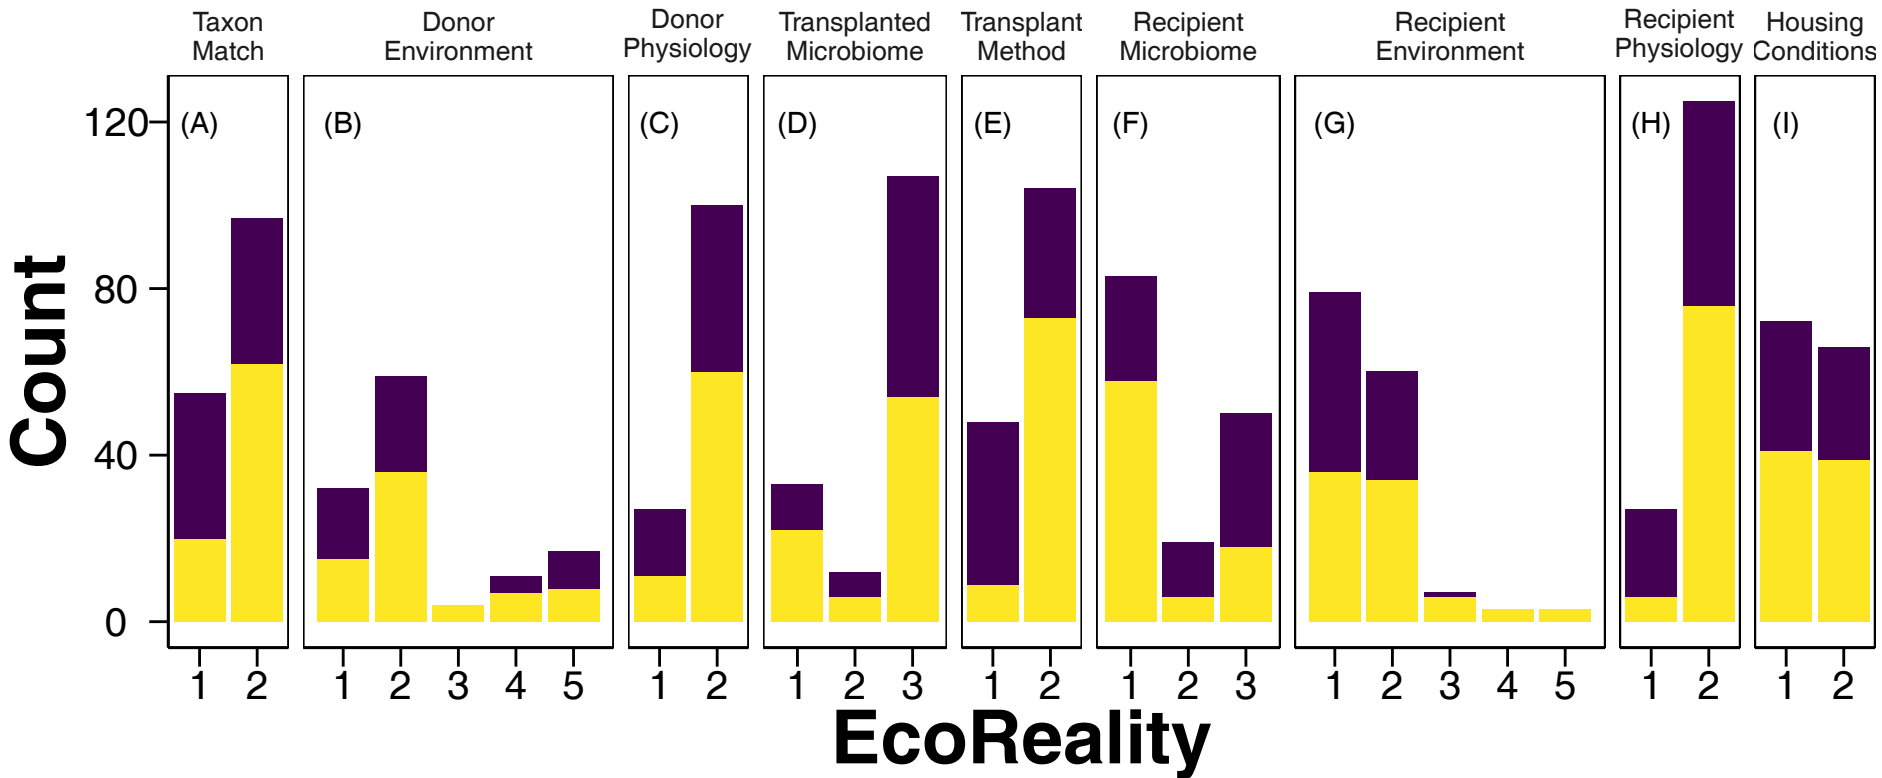 Taxon
Match
Donor
Environment
Donor
Physiology
Transplanted
Microbiome
Transplant
Method
Recipient
Microbiome
Recipient
Environment
Recipient
Physiology
Housing
Conditions
(A) (B) (C) (D) (E) (F) (G) (H) (I)
120
80
40
0
Count
1 2 1 2 3 4 5 1 2 1 2 3 1 2 1 2 3 1 2 3 4 5 1 2 1 2
EcoReality